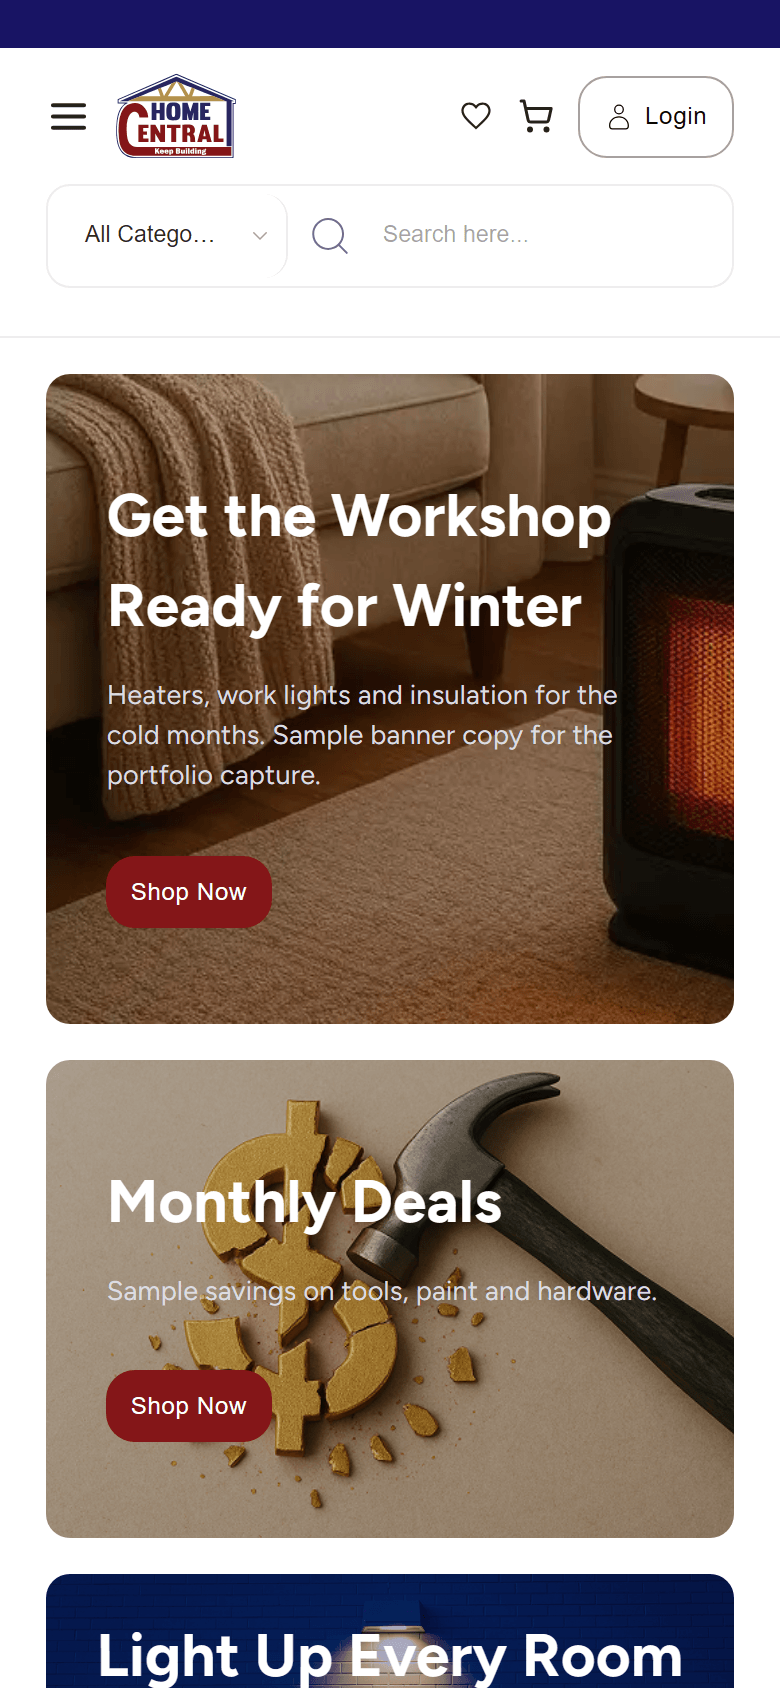 HOME
CENTRAL
Keep Building
Login
All Catego...
Search here...
Get the Workshop
Ready for Winter
Heaters, work lights and insulation for the
cold months. Sample banner copy for the
portfolio capture.
Shop Now
Monthly Deals
Sample savings on tools, paint and hardware.
Shop Now
Light Up Every Room